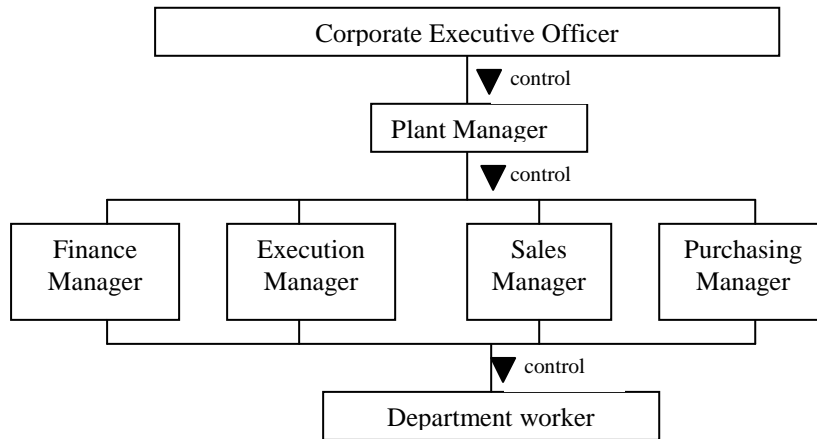 Corporate Executive Officer
control
Plant Manager
control
Finance
Manager
Execution
Manager
Sales
Manager
Purchasing
Manager
control
Department worker